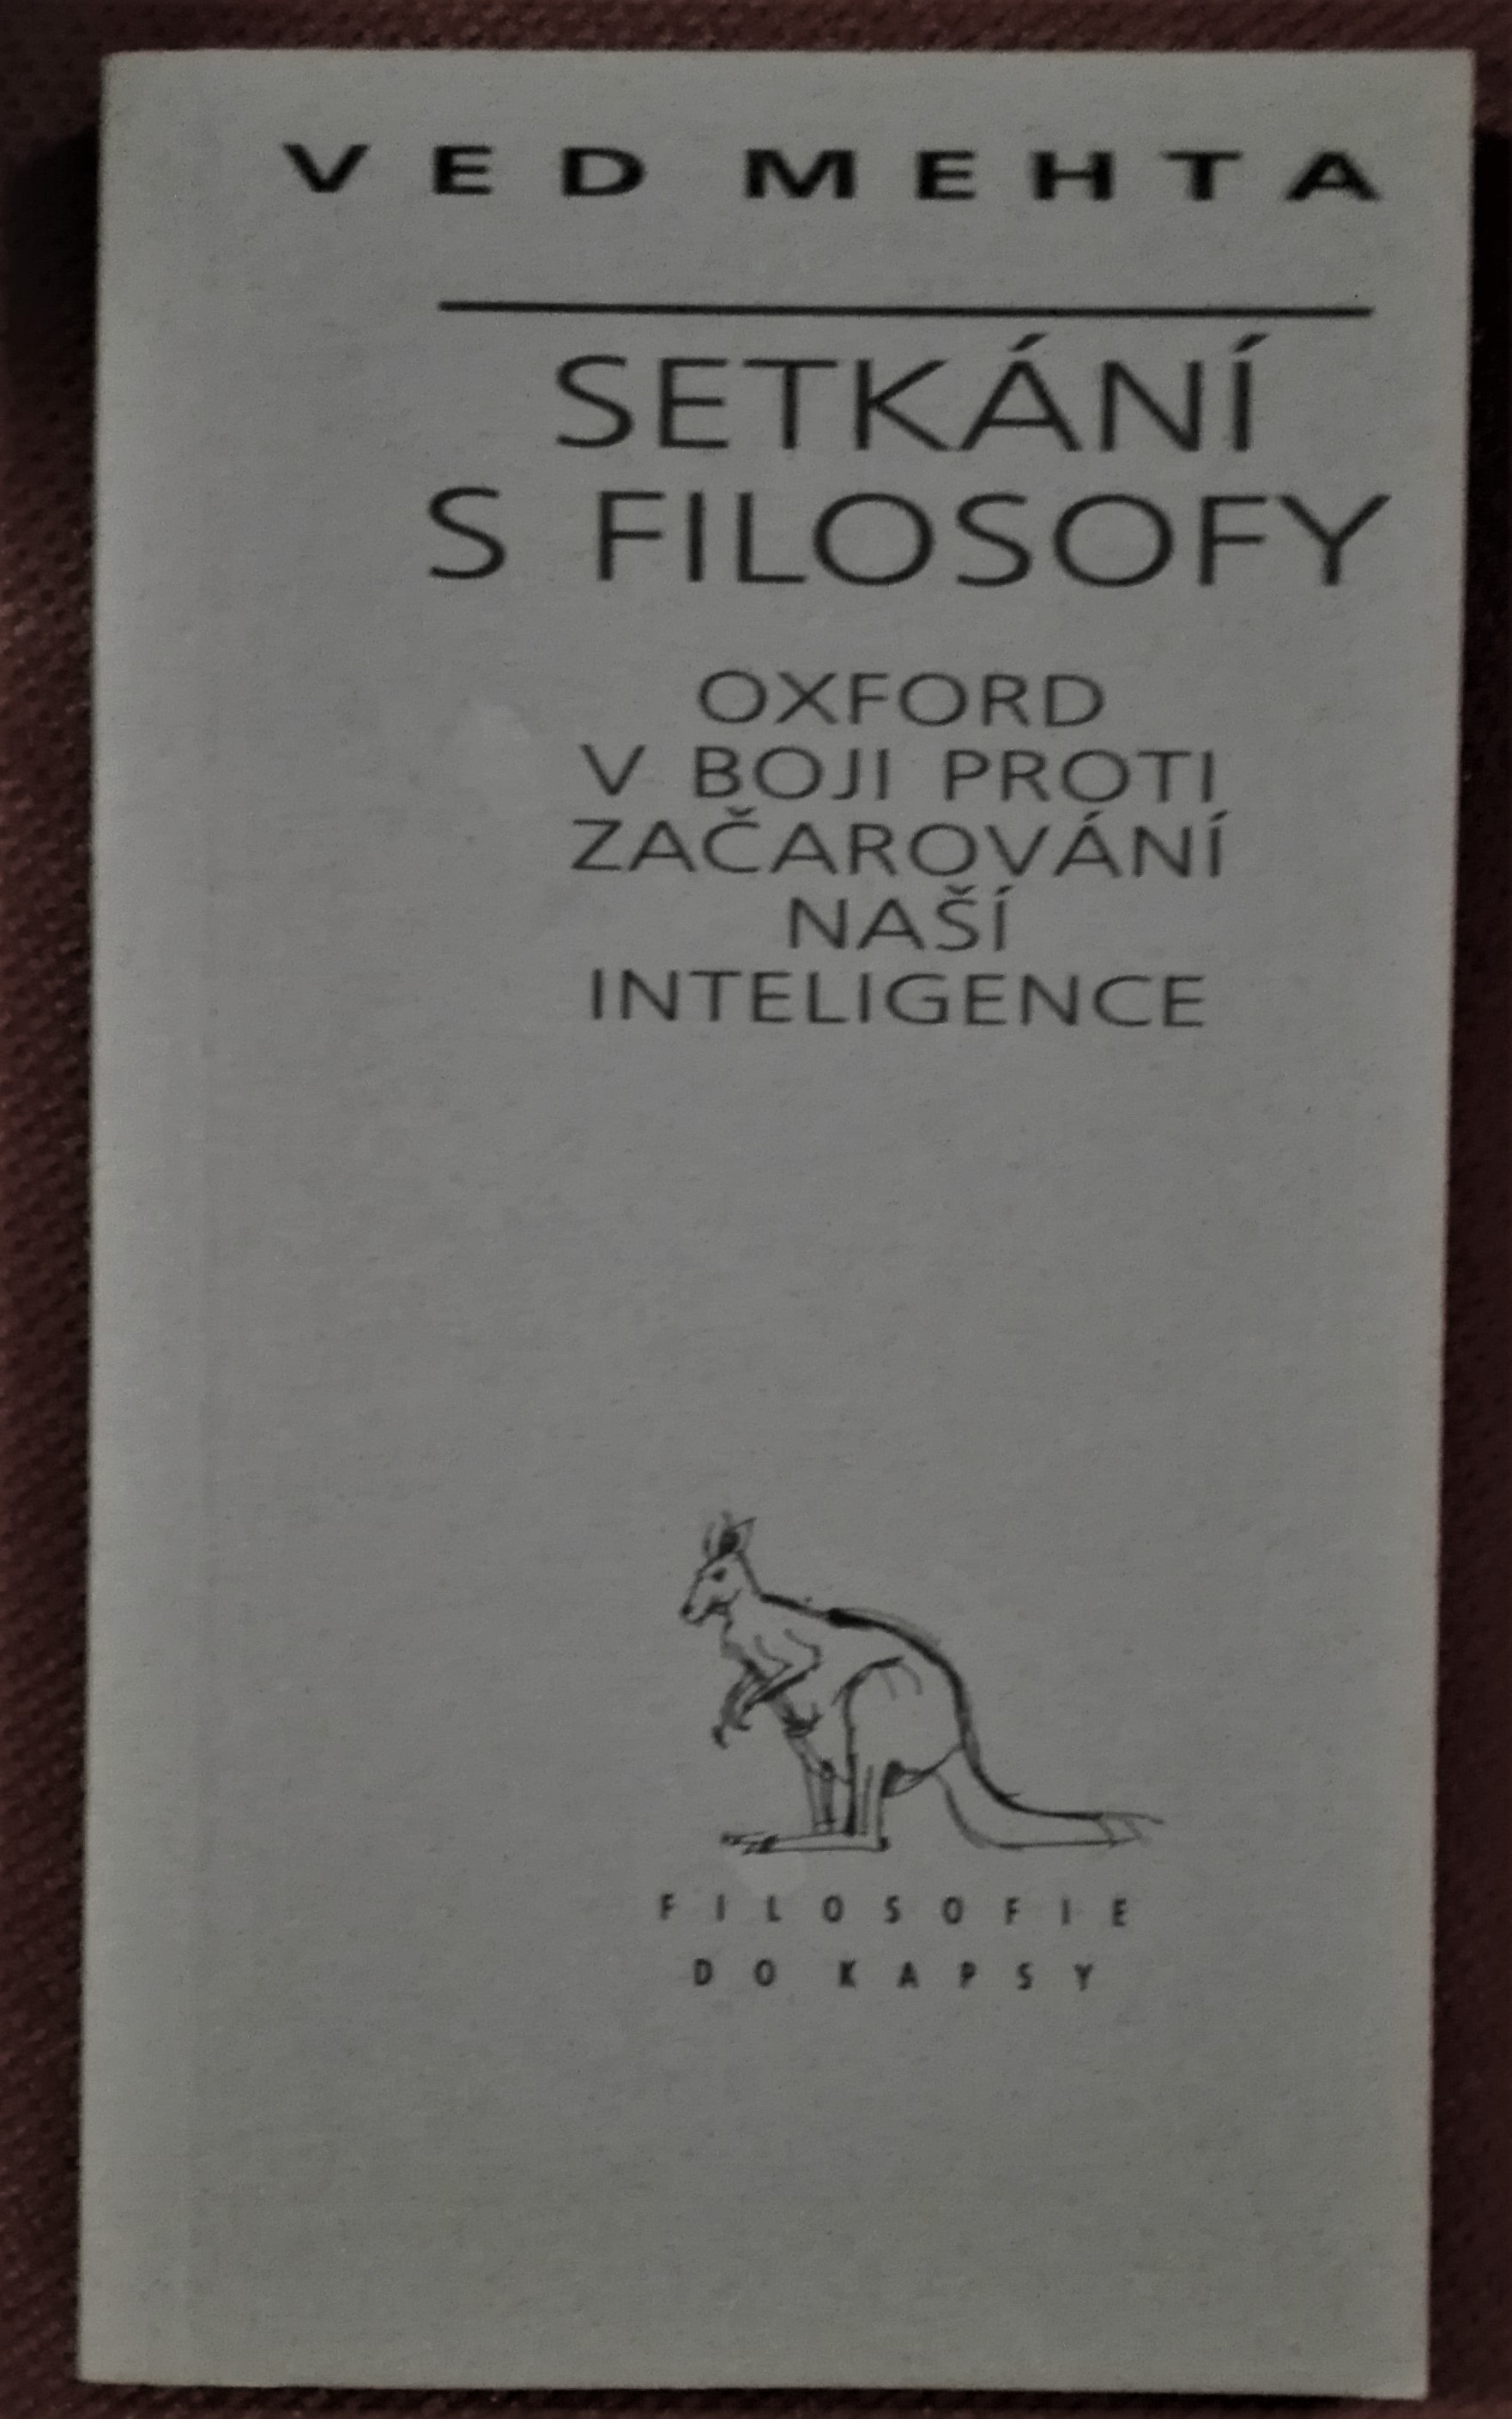 VED MEHTA
SETKÁNÍ
S FILOSOFY
OXFORD
V BOJI PROTI
ZAČAROVÁNÍ
NAŠÍ
INTELIGENCE
FILOSOFIE
DO KAPSY